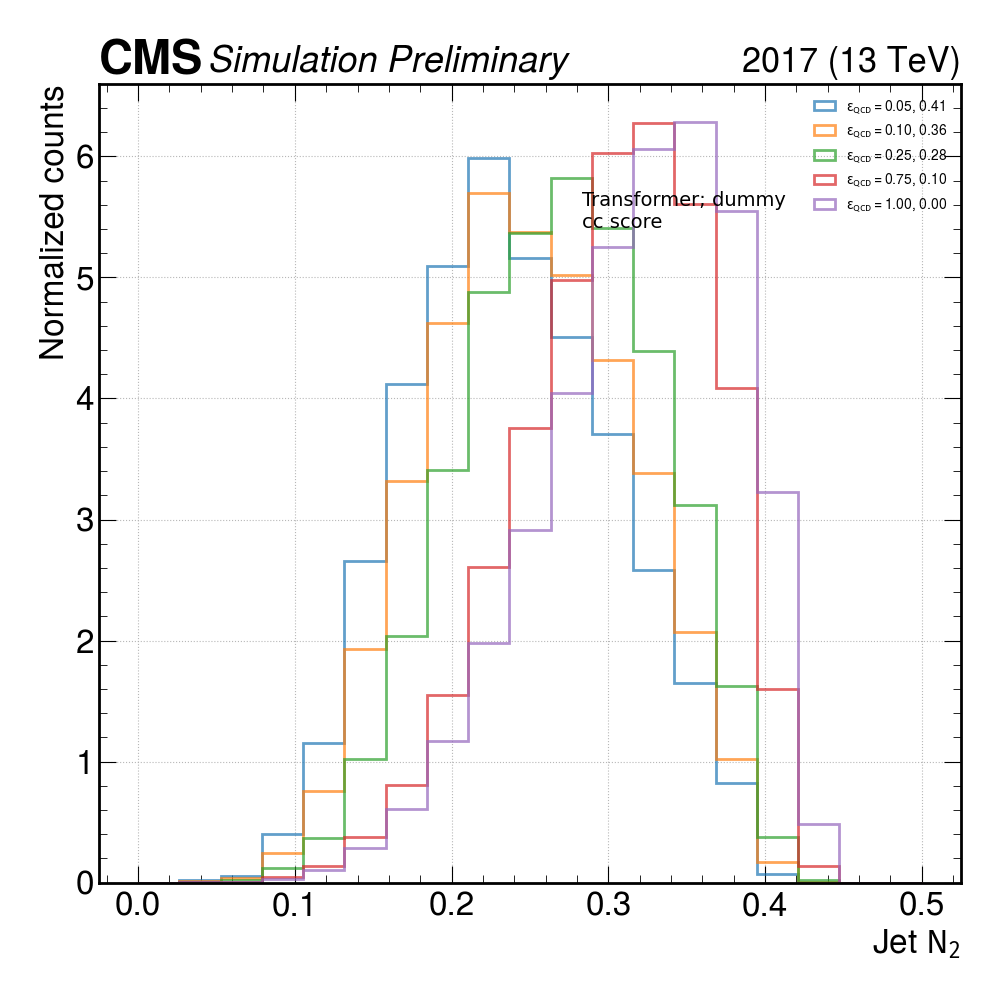 CMS Simulation Preliminary 2017 (13 TeV)
Normalized counts
6
5
4
3
2
1
0
ε_QCD = 0.05, 0.41
ε_QCD = 0.10, 0.36
ε_QCD = 0.25, 0.28
ε_QCD = 0.75, 0.10
ε_QCD = 1.00, 0.00
Transformer; dummy
cc score
0.0 0.1 0.2 0.3 0.4 0.5
Jet N₂